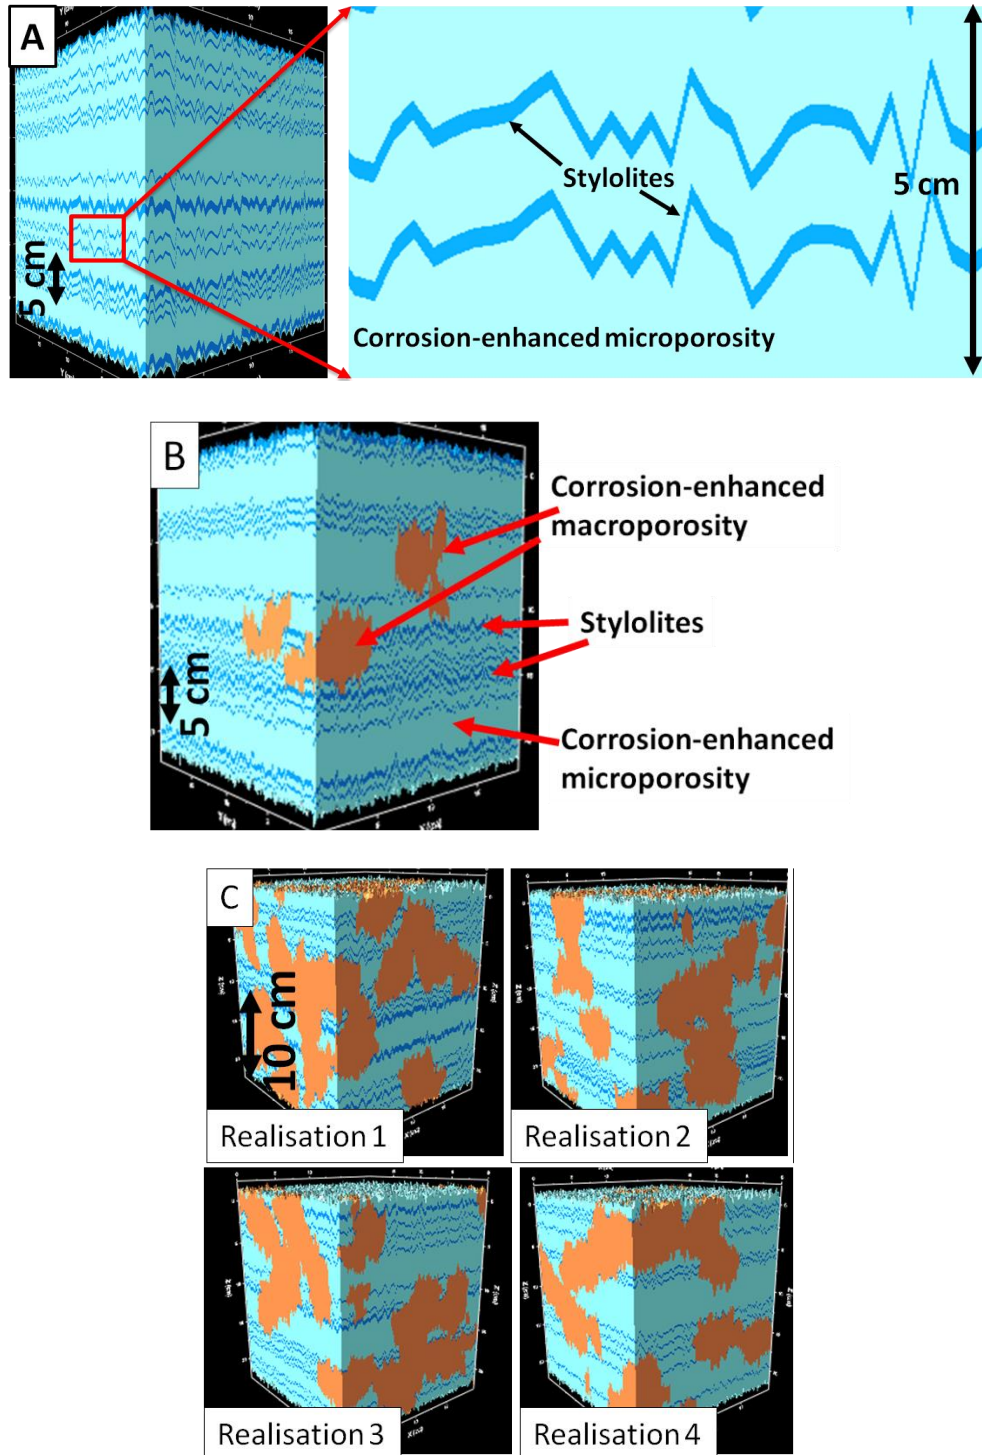 A
5 cm
Stylolites
5 cm
Corrosion-enhanced microporosity
B
Corrosion-enhanced
macroporosity
Stylolites
5 cm
Corrosion-enhanced
microporosity
C
10 cm
Realisation 1
Realisation 2
Realisation 3
Realisation 4